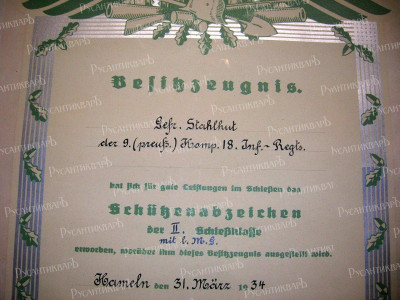 Besitzzeugnis.
Gefr. Stahlhut
der 9. (preuß.) Komp. 18. Inf.-Regts.
hat sich für gute Leistungen im Schießen das
Schützenabzeichen
der II. Schießklasse
mit l. M. G.
erworben, worüber ihm dieses Besitzzeugnis ausgestellt wird.
Hameln den 31. März 1934